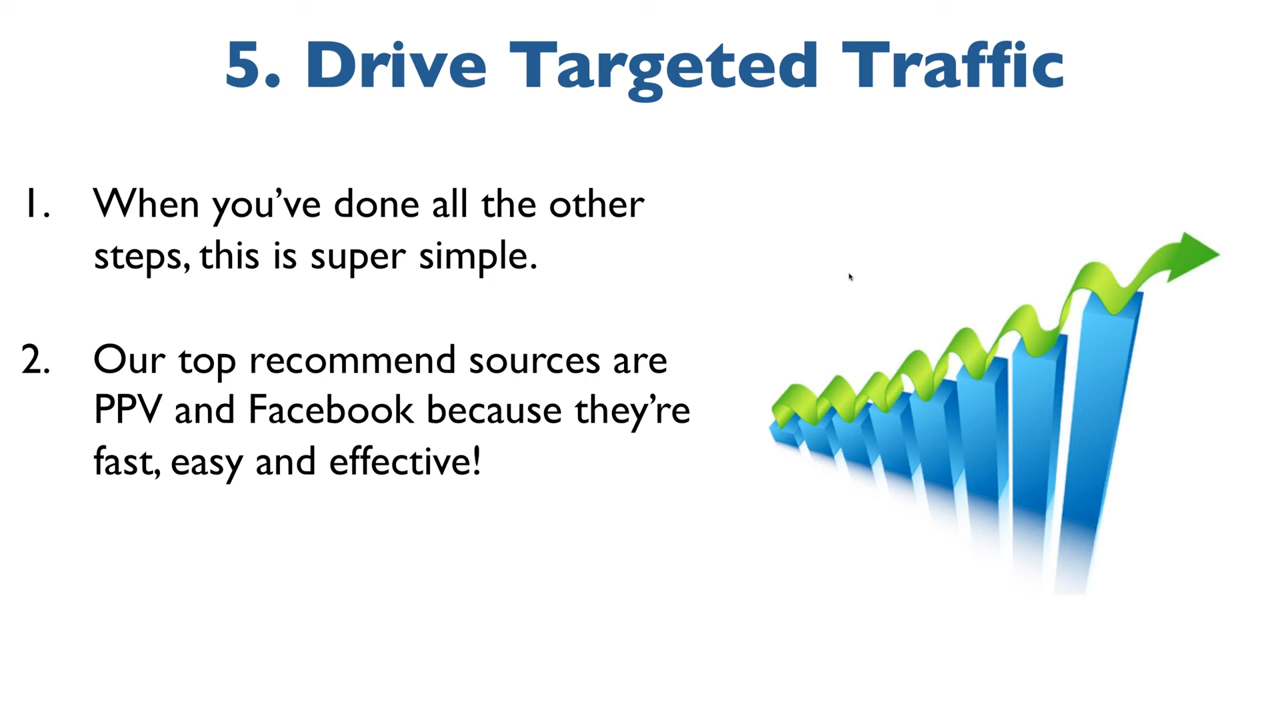 5. Drive Targeted Traffic
1. When you've done all the other
steps, this is super simple.
2. Our top recommend sources are
PPV and Facebook because they're
fast, easy and effective!